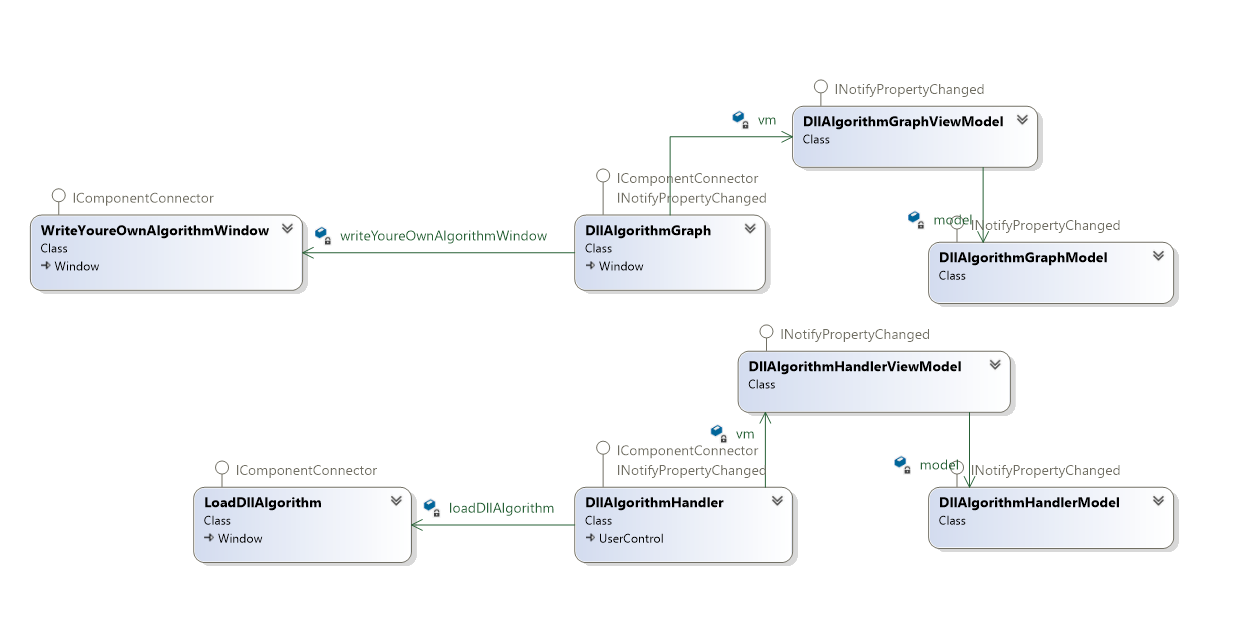 INotifyPropertyChanged
vm
DllAlgorithmGraphViewModel
Class
IComponentConnector
INotifyPropertyChanged
IComponentConnector
WriteYoureOwnAlgorithmWindow
Class
Window
writeYoureOwnAlgorithmWindow
DllAlgorithmGraph
Class
Window
model
INotifyPropertyChanged
DllAlgorithmGraphModel
Class
INotifyPropertyChanged
DllAlgorithmHandlerViewModel
Class
vm
IComponentConnector
INotifyPropertyChanged
model
INotifyPropertyChanged
IComponentConnector
LoadDllAlgorithm
Class
Window
loadDllAlgorithm
DllAlgorithmHandler
Class
UserControl
DllAlgorithmHandlerModel
Class